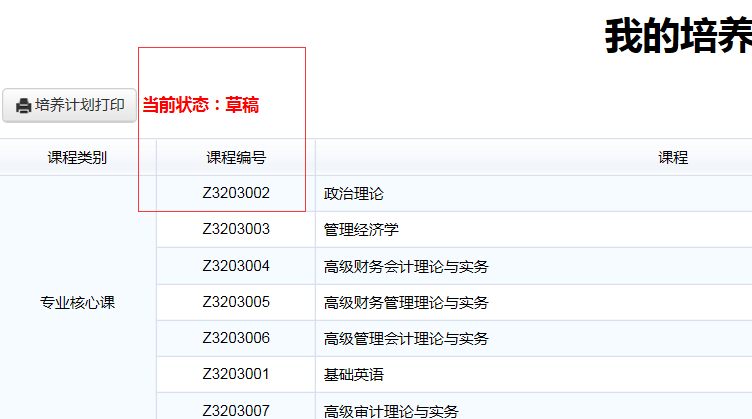 我的培养
培养计划打印 当前状态：草稿
课程类别 课程编号 课程
Z3203002 政治理论
Z3203003 管理经济学
Z3203004 高级财务会计理论与实务
专业核心课 Z3203005 高级财务管理理论与实务
Z3203006 高级管理会计理论与实务
Z3203001 基础英语
Z3203007 高级审计理论与实务